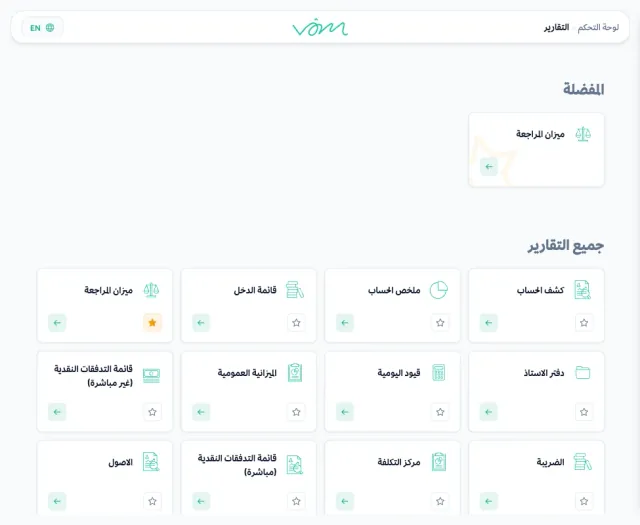 لوحة التحكم
التقارير
EN
المفضلة
ميزان المراجعة
جميع التقارير
كشف الحساب
ملخص الحساب
قائمة الدخل
ميزان المراجعة
دفتر الاستاذ
قيود اليومية
الميزانية العمومية
قائمة التدفقات النقدية
(غير مباشرة)
الضريبة
مركز التكلفة
قائمة التدفقات النقدية
(مباشرة)
الاصول